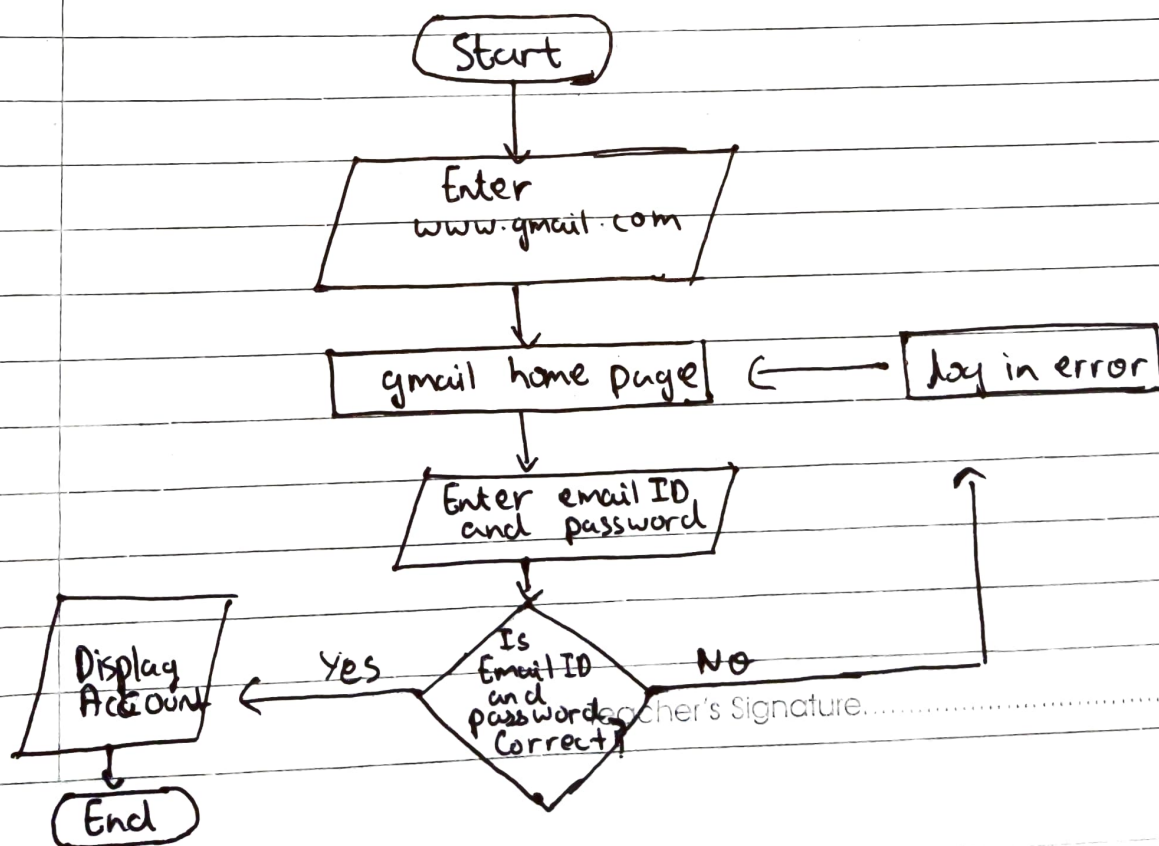 Start
Enter
www.gmail.com
gmail home page
log in error
Enter email ID
and password
Is
Email ID
and
password
Correct?
Yes
No
Display
Account
End
Teacher's Signature